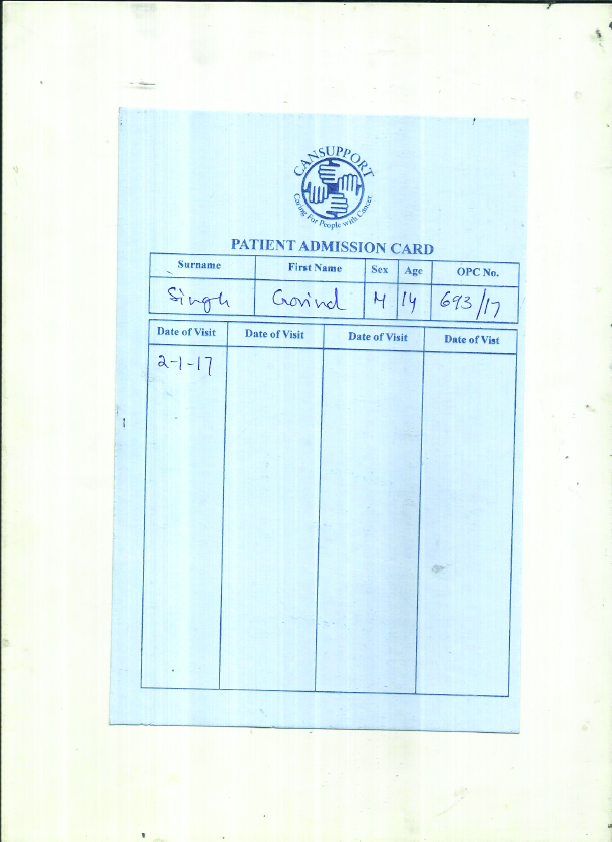 CANSUPPORT
Caring For People with Cancer
PATIENT ADMISSION CARD
Surname First Name Sex Age OPC No.
Singh Govind M 14 693/17
Date of Visit Date of Visit Date of Visit Date of Vist
2-1-17